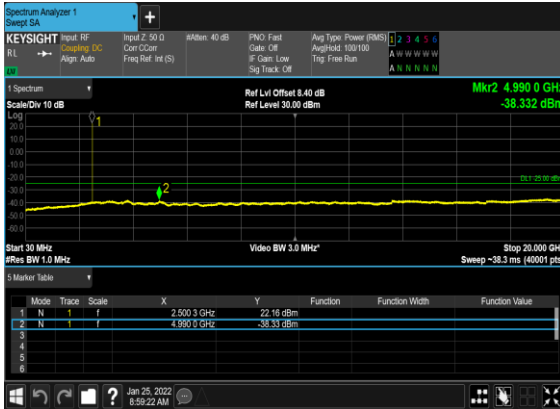 Spectrum Analyzer 1
Swept SA
+
KEYSIGHT Input: RF Input Z: 50 Ω #Atten: 40 dB PNO: Fast Avg Type: Power (RMS) 1 2 3 4 5 6
RL Coupling: DC Corr CCorr Gate: Off Avg|Hold: 100/100 A W W W W W
Align: Auto Freq Ref: Int (S) IF Gain: Low Trig: Free Run
Sig Track: Off A N N N N N
1 Spectrum Ref Lvl Offset 8.40 dB Mkr2 4.990 0 GHz
Scale/Div 10 dB Ref Level 30.00 dBm -38.332 dBm
Log
20.0
10.0
0.00
-10.0
-20.0
-30.0
-40.0
-50.0
-60.0
1
2
Start 30 MHz Video BW 3.0 MHz* Stop 20.000 GHz
#Res BW 1.0 MHz Sweep ~38.3 ms (40001 pts)
5 Marker Table
Mode Trace Scale X Y Function Function Width Function Value
1 N 1 f 2.500 3 GHz 22.16 dBm
2 N 1 f 4.990 0 GHz -38.33 dBm
3
4
5
6
? Jan 25, 2022
8:59:22 AM